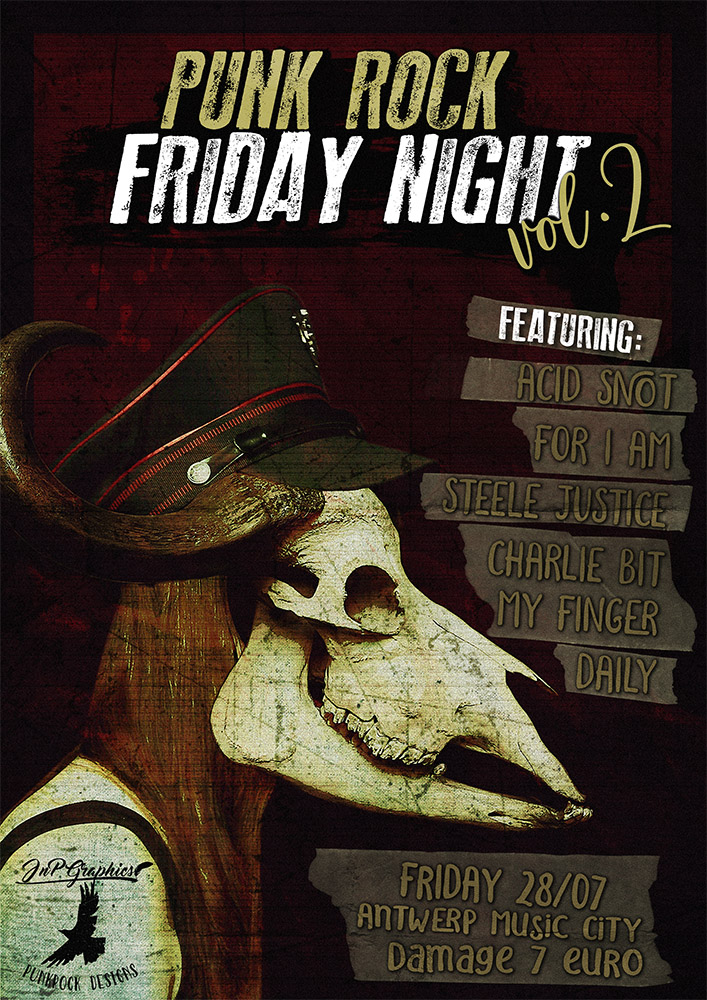 PUNK ROCK
FRIDAY NIGHT
vol.2
FEATURING:
ACID SNOT
FOR I AM
STEELE JUSTICE
CHARLIE BIT
MY FINGER
DAILY
FRIDAY 28/07
ANTWERP MUSIC CITY
Damage 7 EURO
JnP.Graphics
PUNKROCK DESIGNS